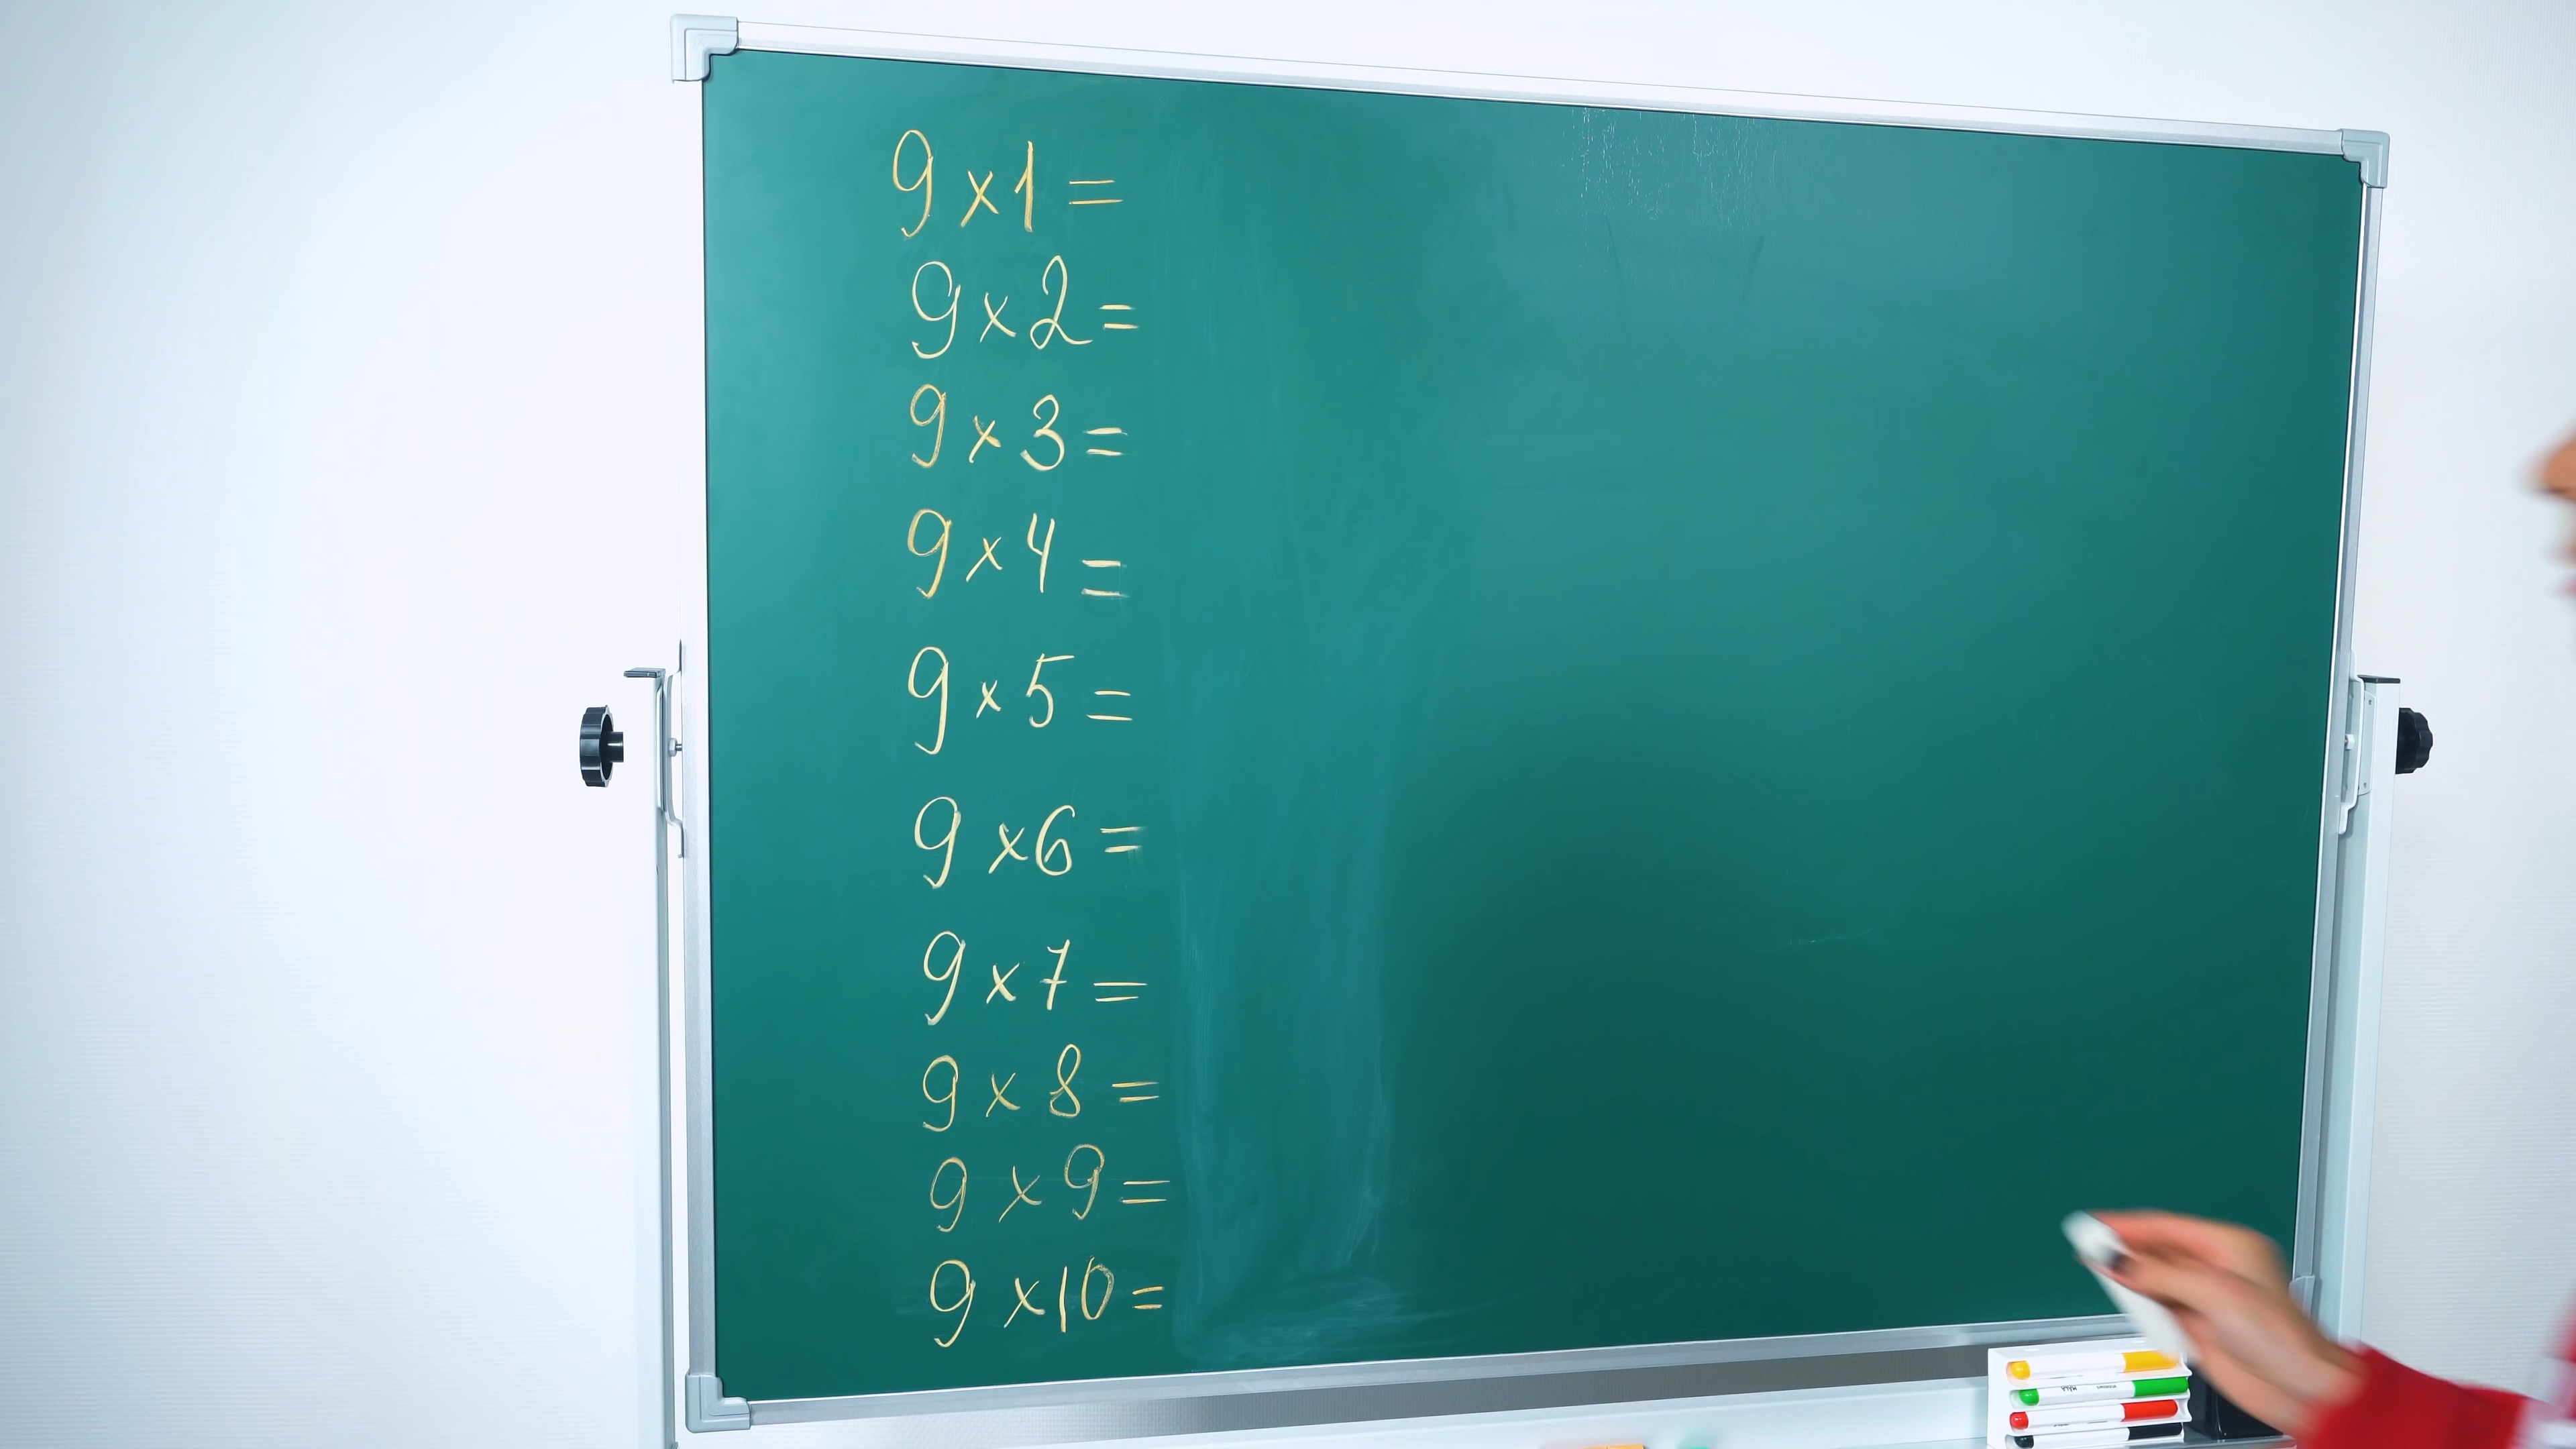 9 x 1 =
9 x 2 =
9 x 3 =
9 x 4 =
9 x 5 =
9 x 6 =
9 x 7 =
9 x 8 =
9 x 9 =
9 x 10 =